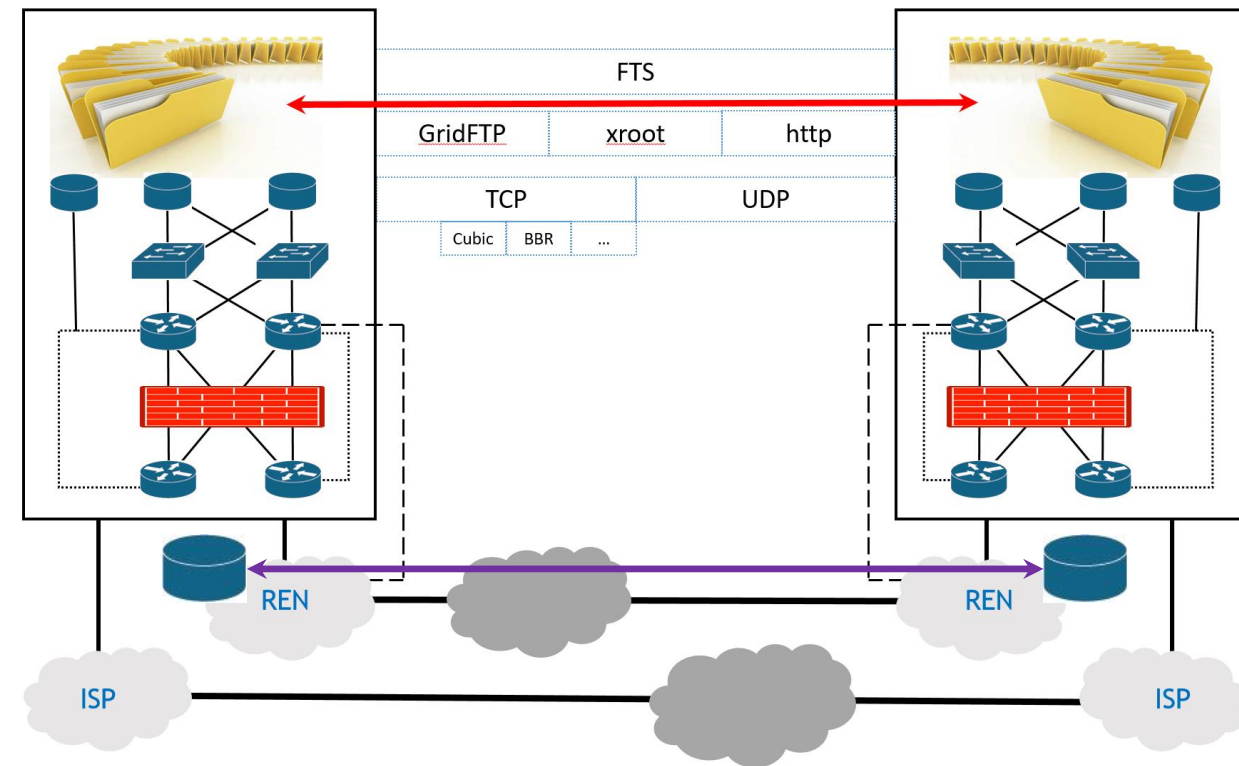 FTS
GridFTP xroot http
TCP UDP
Cubic BBR ...
REN REN
ISP ISP